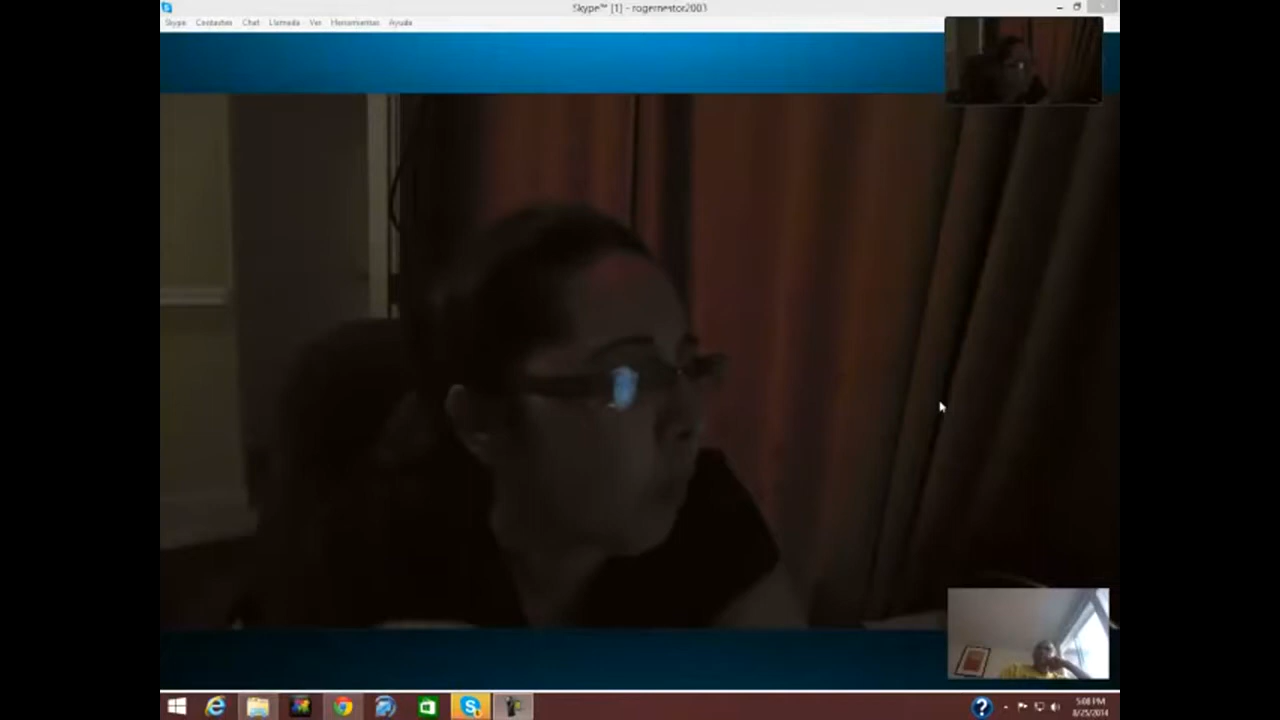 Skype™ [1] - rogernestor2003
Skype Contactos Chat Llamada Ver Herramientas Ayuda
5:08 PM
8/25/2014